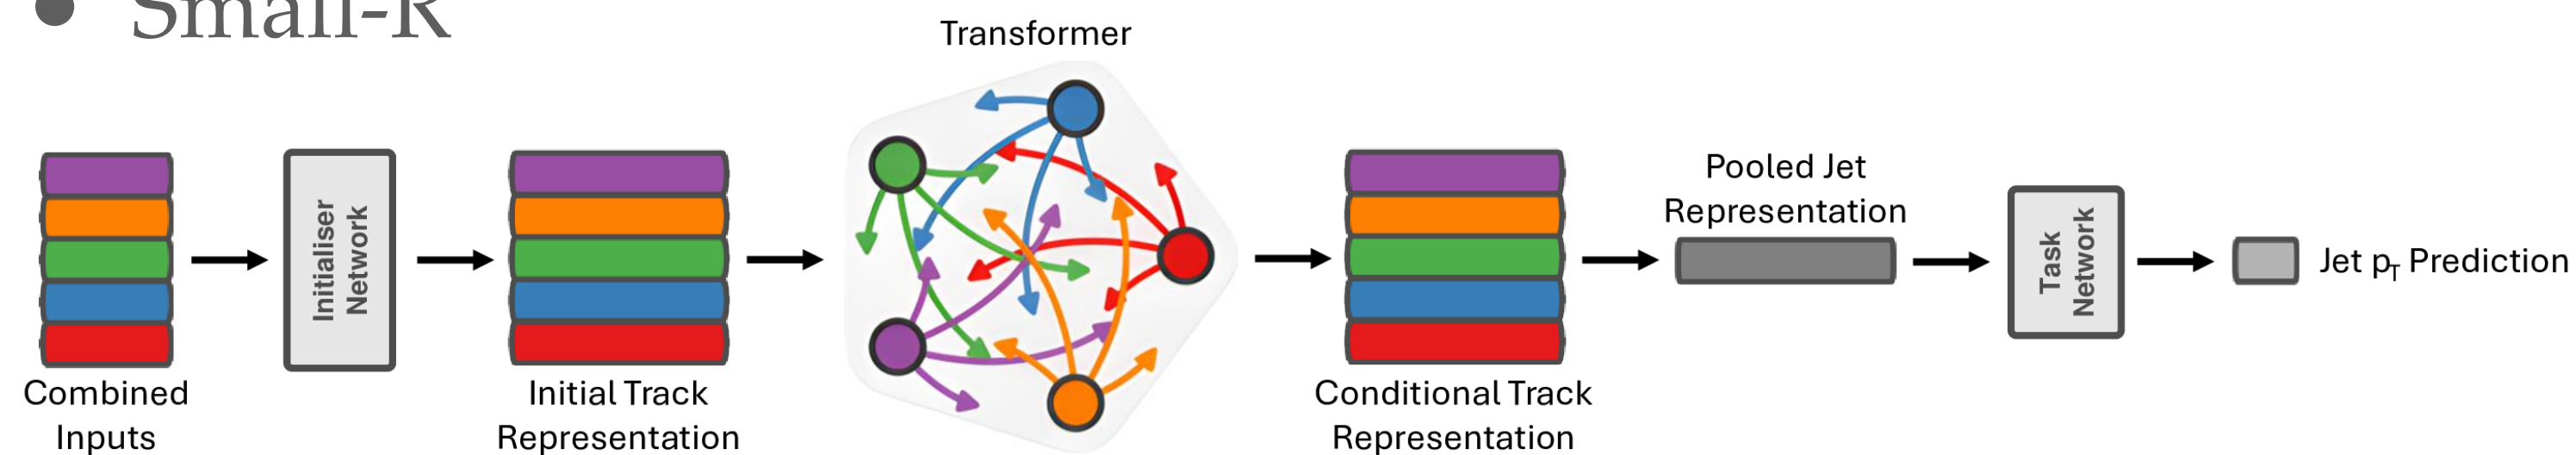 ● Small-R
Transformer
Combined
Inputs
Initialiser
Network
Initial Track
Representation
Conditional Track
Representation
Pooled Jet
Representation
Task
Network
Jet pT Prediction